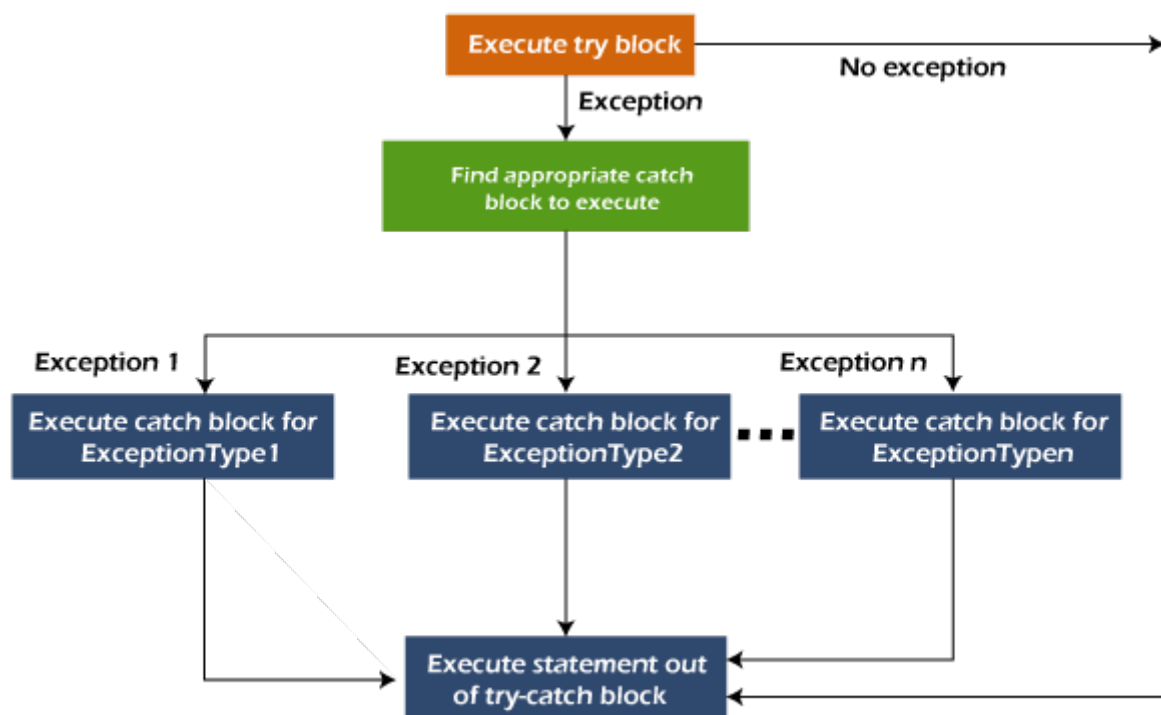 Execute try block
No exception
Exception
Find appropriate catch
block to execute
Exception 1
Exception 2
Exception n
Execute catch block for
ExceptionType1
Execute catch block for
ExceptionType2
Execute catch block for
ExceptionTypen
Execute statement out
of try-catch block